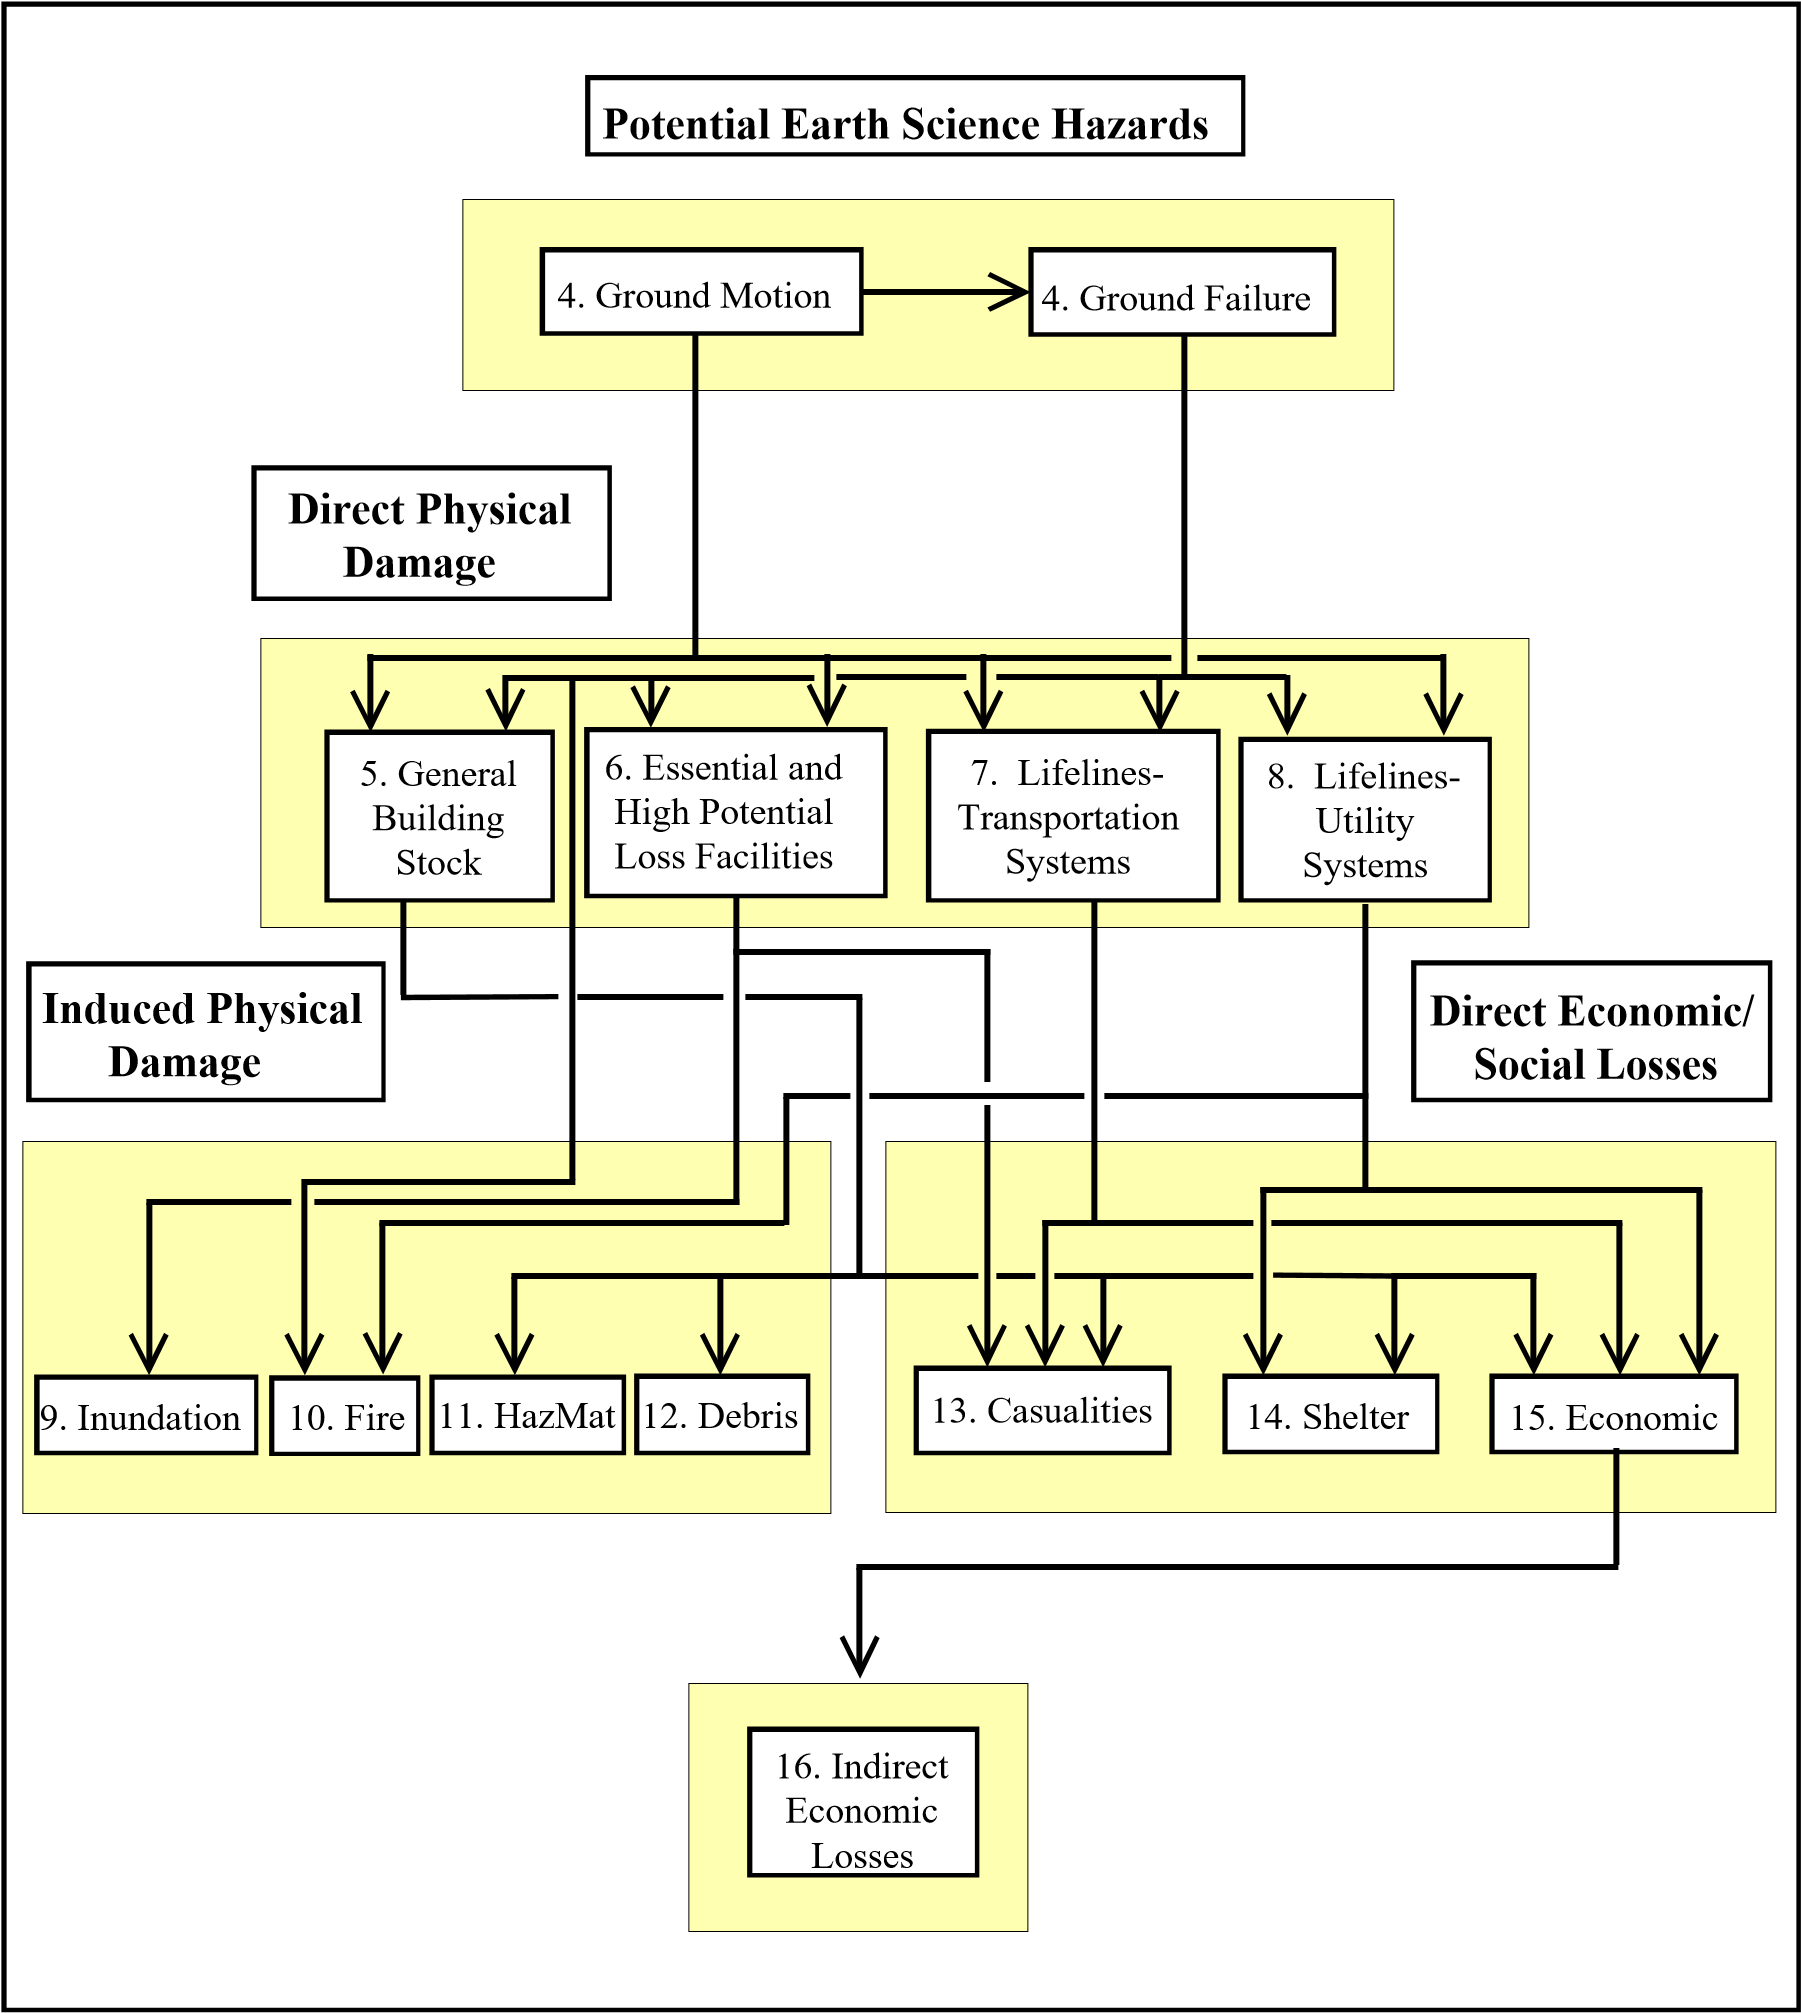 Potential Earth Science Hazards
4. Ground Motion
4. Ground Failure
Direct Physical
Damage
5. General
Building
Stock
6. Essential and
High Potential
Loss Facilities
7. Lifelines-
Transportation
Systems
8. Lifelines-
Utility
Systems
Induced Physical
Damage
Direct Economic/
Social Losses
9. Inundation
10. Fire
11. HazMat
12. Debris
13. Casualities
14. Shelter
15. Economic
16. Indirect
Economic
Losses